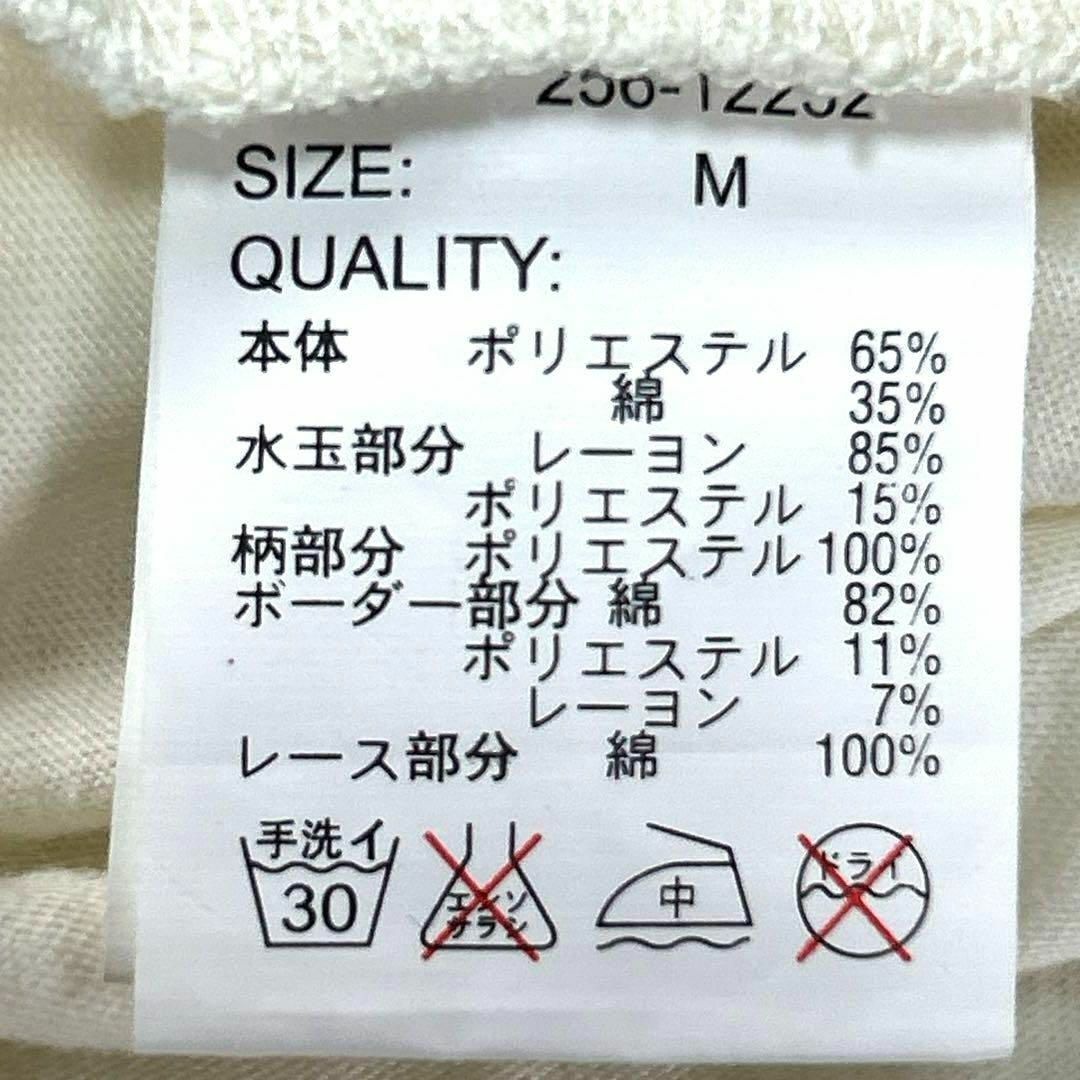 256-12232
SIZE: M
QUALITY:
本体 ポリエステル 65%
綿 35%
水玉部分 レーヨン 85%
ポリエステル 15%
柄部分 ポリエステル 100%
ボーダー部分 綿 82%
ポリエステル 11%
レーヨン 7%
レース部分 綿 100%
手洗イ
30
エンソ
サラシ
中
ドライ